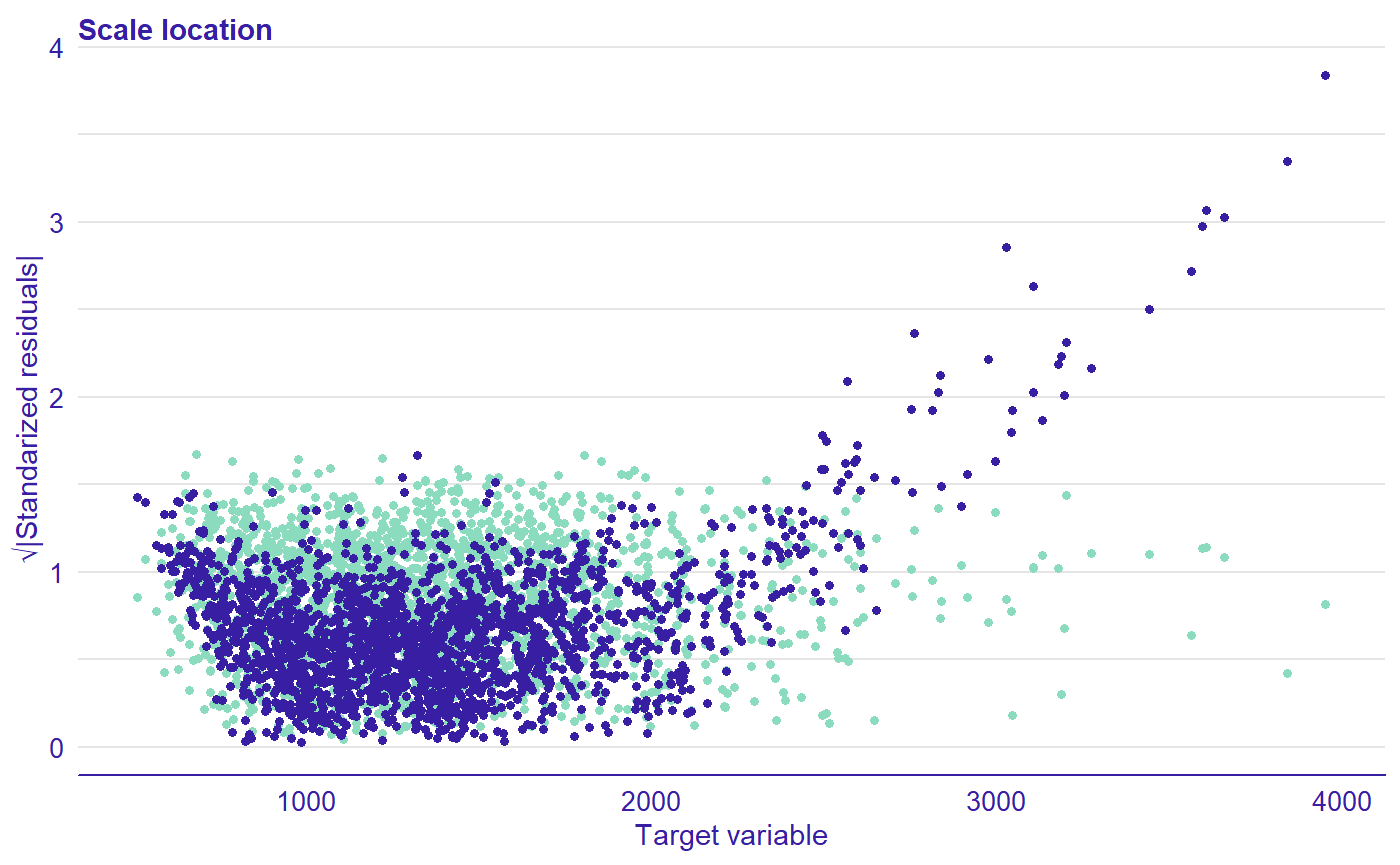 Scale location
4
3
2
1
0
√|Standarized residuals|
1000 2000 3000 4000
Target variable